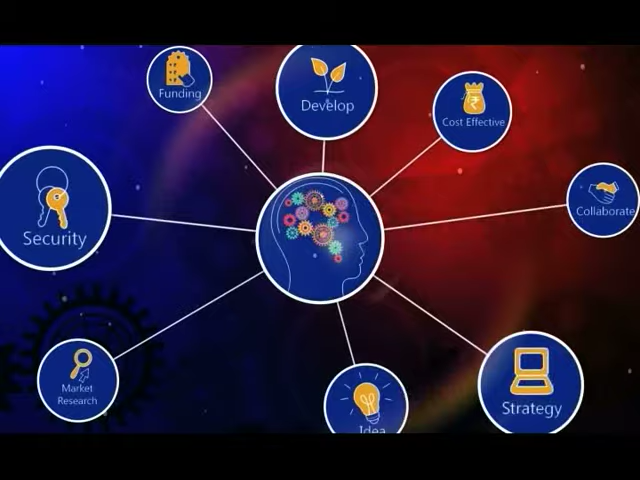 Funding
Develop
Cost Effective
Collaborate
Security
Market
Research
Idea
Strategy